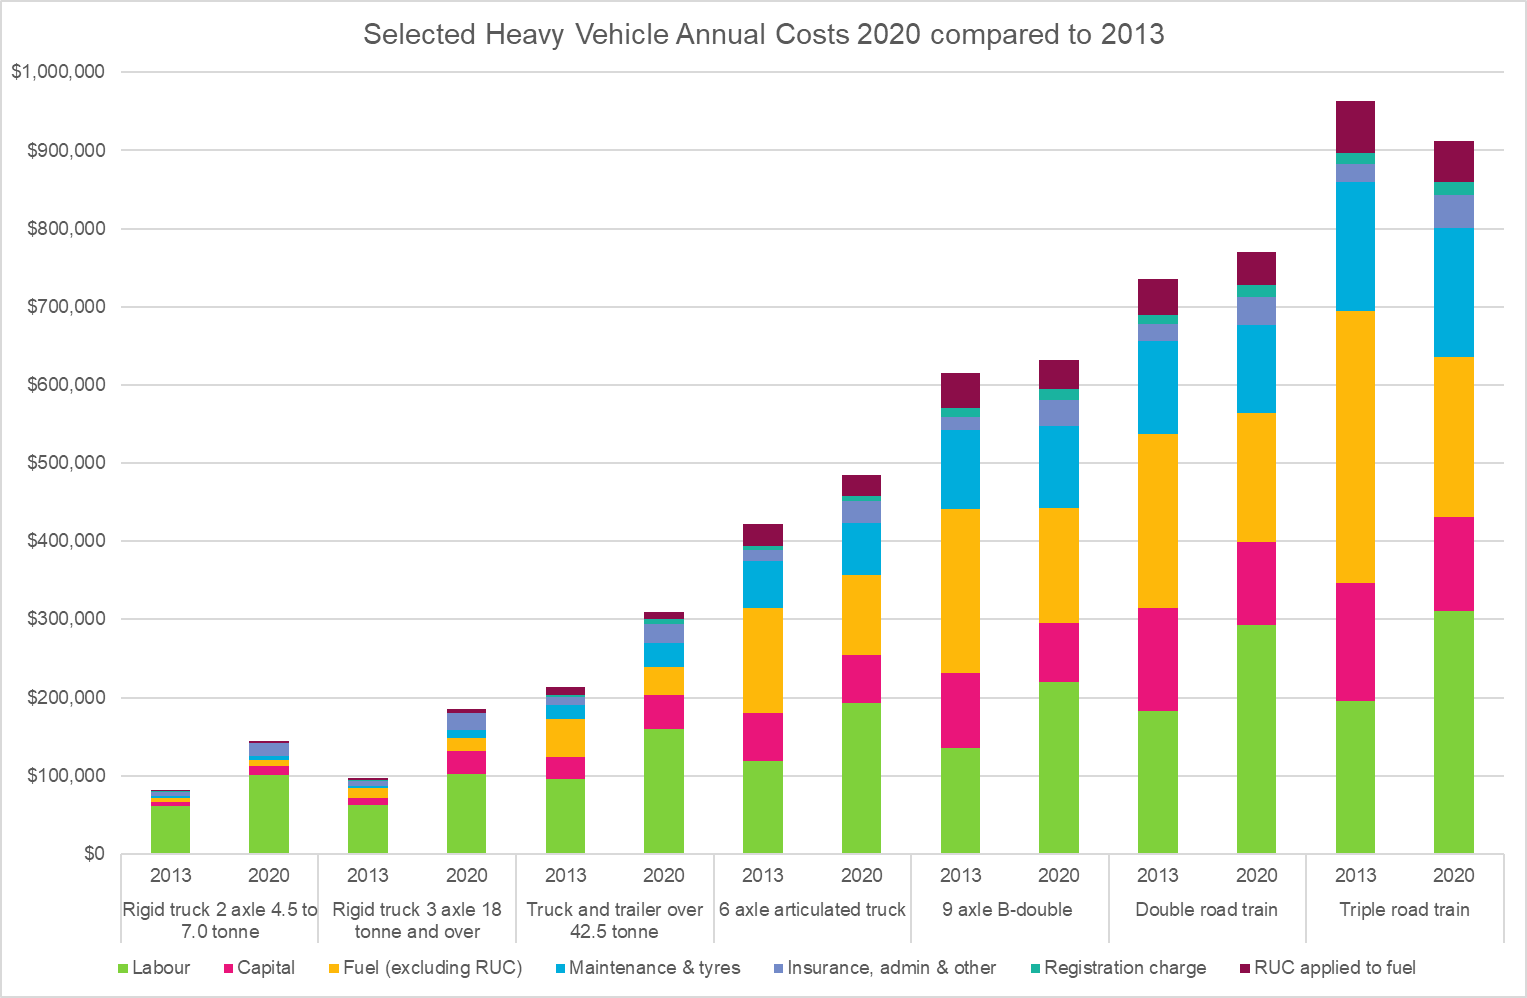 Selected Heavy Vehicle Annual Costs 2020 compared to 2013
$1,000,000
$900,000
$800,000
$700,000
$600,000
$500,000
$400,000
$300,000
$200,000
$100,000
$0
2013 2020 2013 2020 2013 2020 2013 2020 2013 2020 2013 2020 2013 2020
Rigid truck 2 axle 4.5 to
7.0 tonne
Rigid truck 3 axle 18
tonne and over
Truck and trailer over
42.5 tonne
6 axle articulated truck
9 axle B-double
Double road train
Triple road train
Labour Capital Fuel (excluding RUC) Maintenance & tyres Insurance, admin & other Registration charge RUC applied to fuel